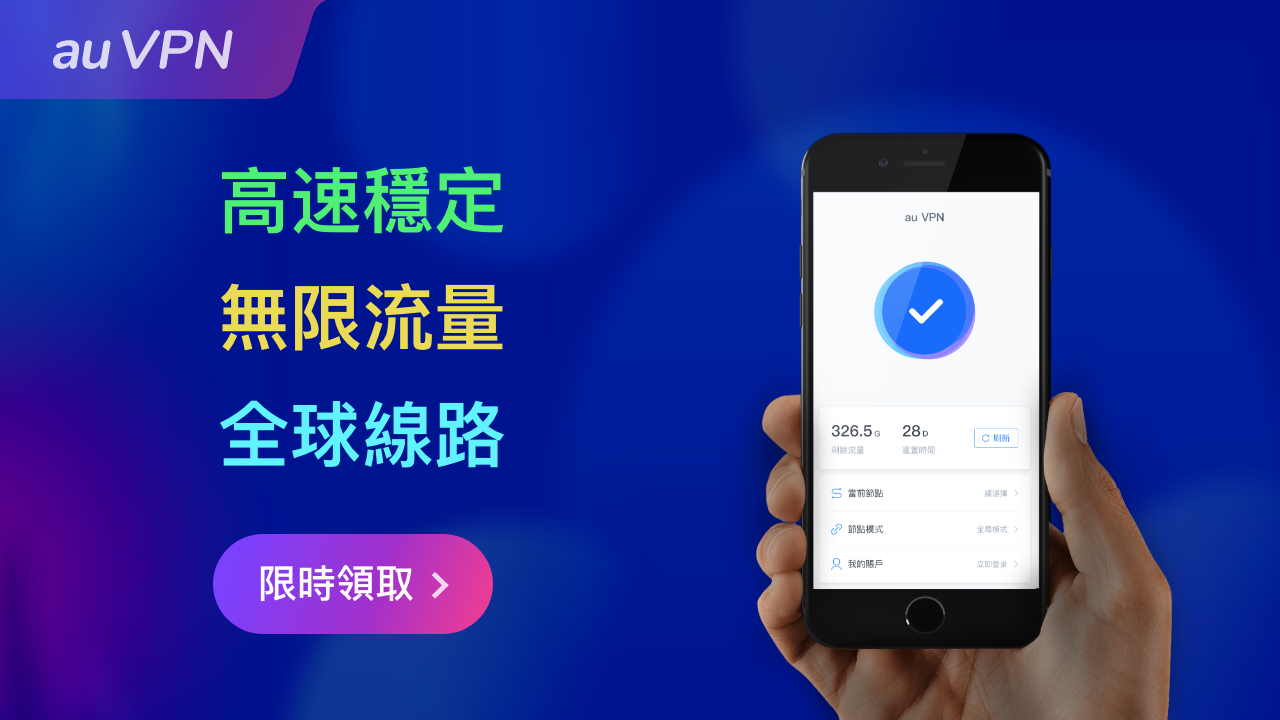 au VPN
高速穩定
無限流量
全球線路
限時領取
au VPN
326.5 G
28 D
刷新
剩餘流量
重置時間
當前節點
請選擇
節點模式
全局模式
我的賬戶
立即登录